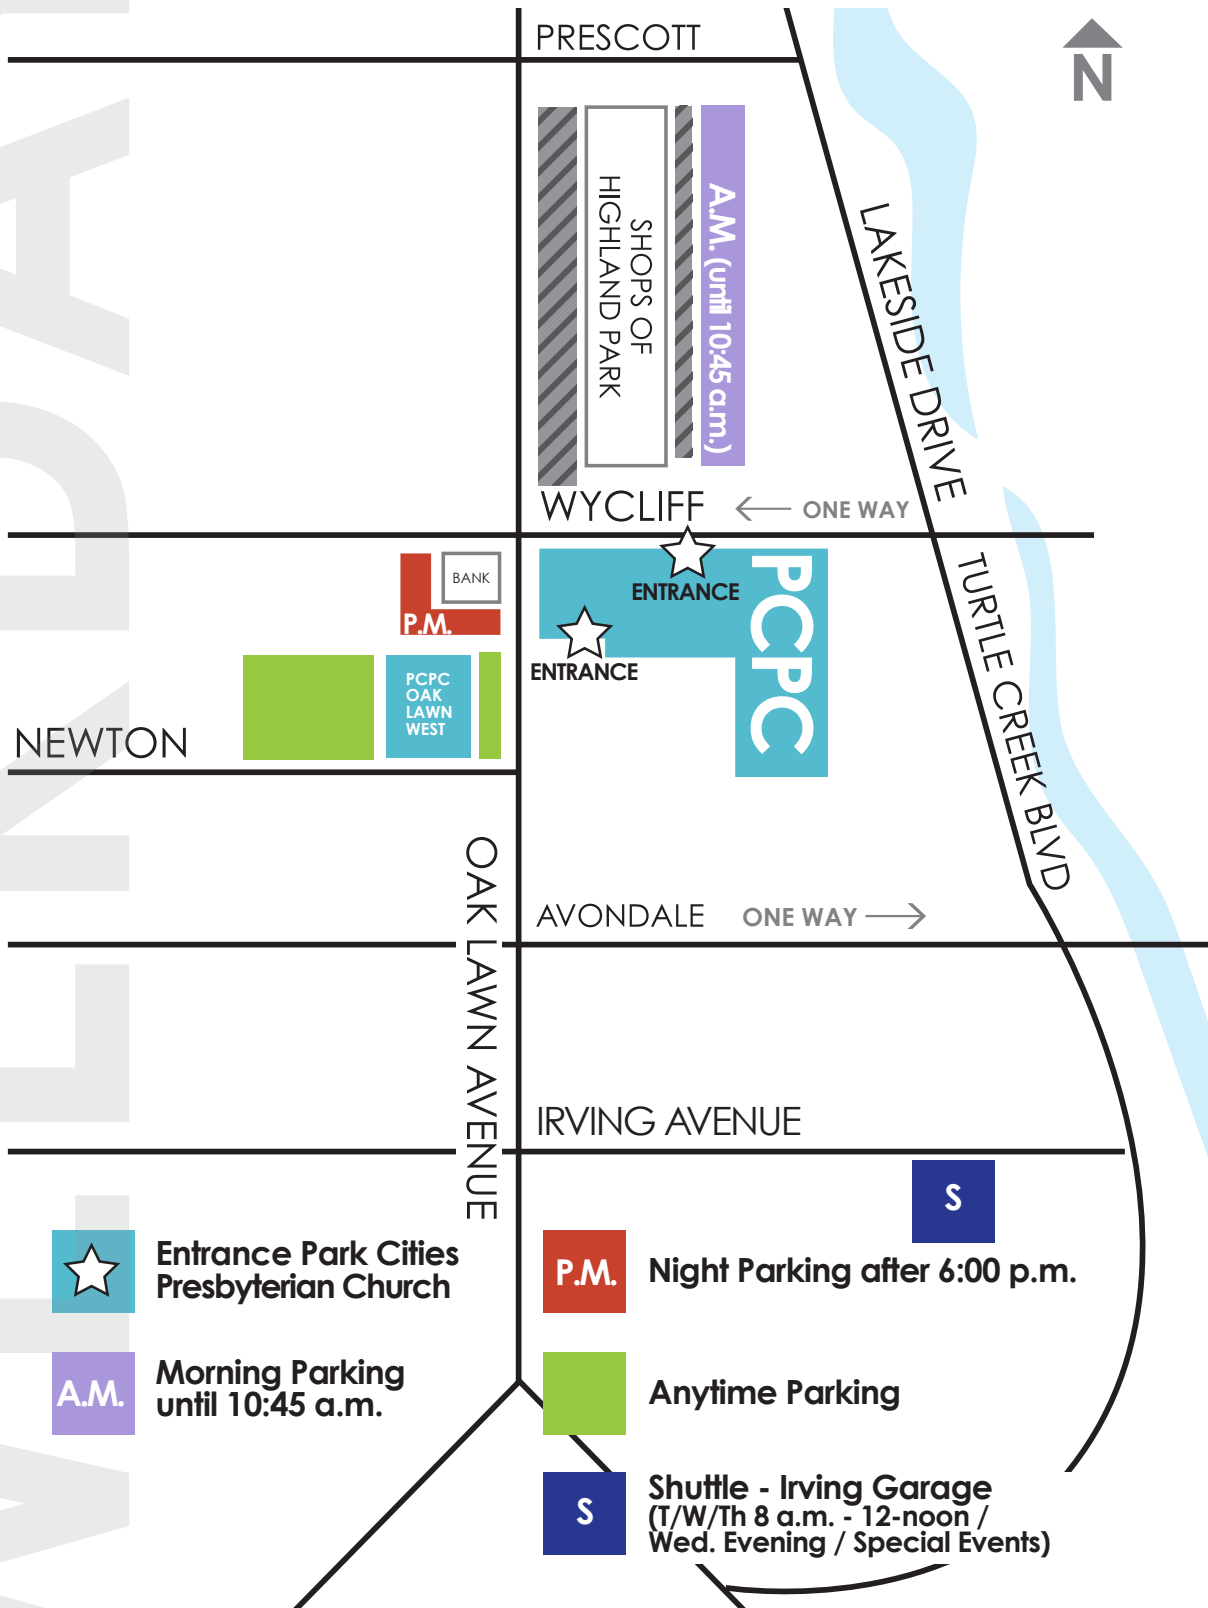 PRESCOTT
N
SHOPS OF
HIGHLAND PARK
A.M. (until 10:45 a.m.)
LAKESIDE DRIVE
WYCLIFF
ONE WAY
BANK
P.M.
ENTRANCE
ENTRANCE
PCPC
PCPC
OAK
LAWN
WEST
NEWTON
TURTLE CREEK BLVD
OAK LAWN AVENUE
AVONDALE
ONE WAY
IRVING AVENUE
S
Entrance Park Cities
Presbyterian Church
P.M.
Night Parking after 6:00 p.m.
A.M.
Morning Parking
until 10:45 a.m.
Anytime Parking
S
Shuttle - Irving Garage
(T/W/Th 8 a.m. - 12-noon /
Wed. Evening / Special Events)